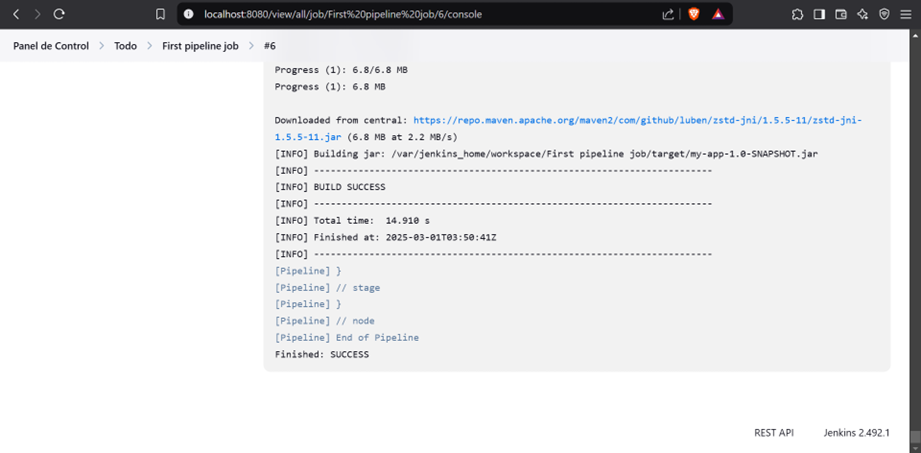 localhost:8080/view/all/job/First%20pipeline%20job/6/console
Panel de Control > Todo > First pipeline job > #6
Progress (1): 6.8/6.8 MB
Progress (1): 6.8 MB
Downloaded from central: https://repo.maven.apache.org/maven2/com/github/luben/zstd-jni/1.5.5-11/zstd-jni-
1.5.5-11.jar (6.8 MB at 2.2 MB/s)
[INFO] Building jar: /var/jenkins_home/workspace/First pipeline job/target/my-app-1.0-SNAPSHOT.jar
[INFO] ------------------------------------------------------------------------
[INFO] BUILD SUCCESS
[INFO] ------------------------------------------------------------------------
[INFO] Total time:  14.910 s
[INFO] Finished at: 2025-03-01T03:50:41Z
[INFO] ------------------------------------------------------------------------
[Pipeline] }
[Pipeline] // stage
[Pipeline] }
[Pipeline] // node
[Pipeline] End of Pipeline
Finished: SUCCESS
REST API Jenkins 2.492.1